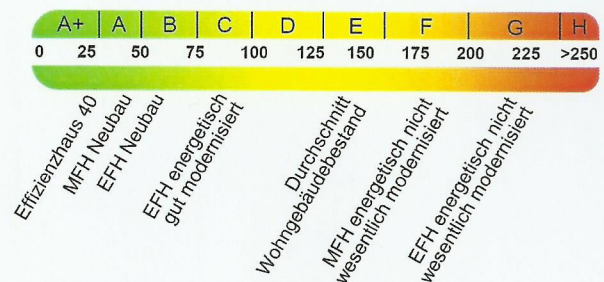 A+ A B C D E F G H
0 25 50 75 100 125 150 175 200 225 >250
Effizienzhaus 40
MFH Neubau
EFH Neubau
EFH energetisch
gut modernisiert
Durchschnitt
Wohngebäudebestand
MFH energetisch nicht
wesentlich modernisiert
EFH energetisch nicht
wesentlich modernisiert